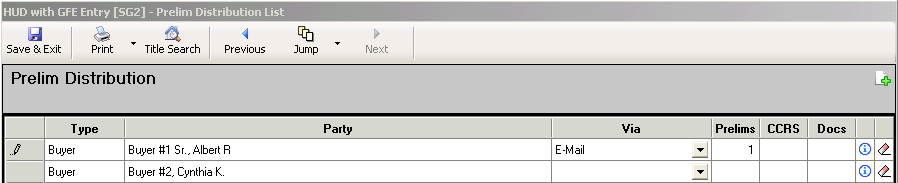 HUD with GFE Entry [SG2] - Prelim Distribution List
Save & Exit Print Title Search Previous Jump Next
Prelim Distribution
Type Party Via Prelims CCRS Docs
Buyer Buyer #1 Sr., Albert R E-Mail 1
Buyer Buyer #2, Cynthia K.